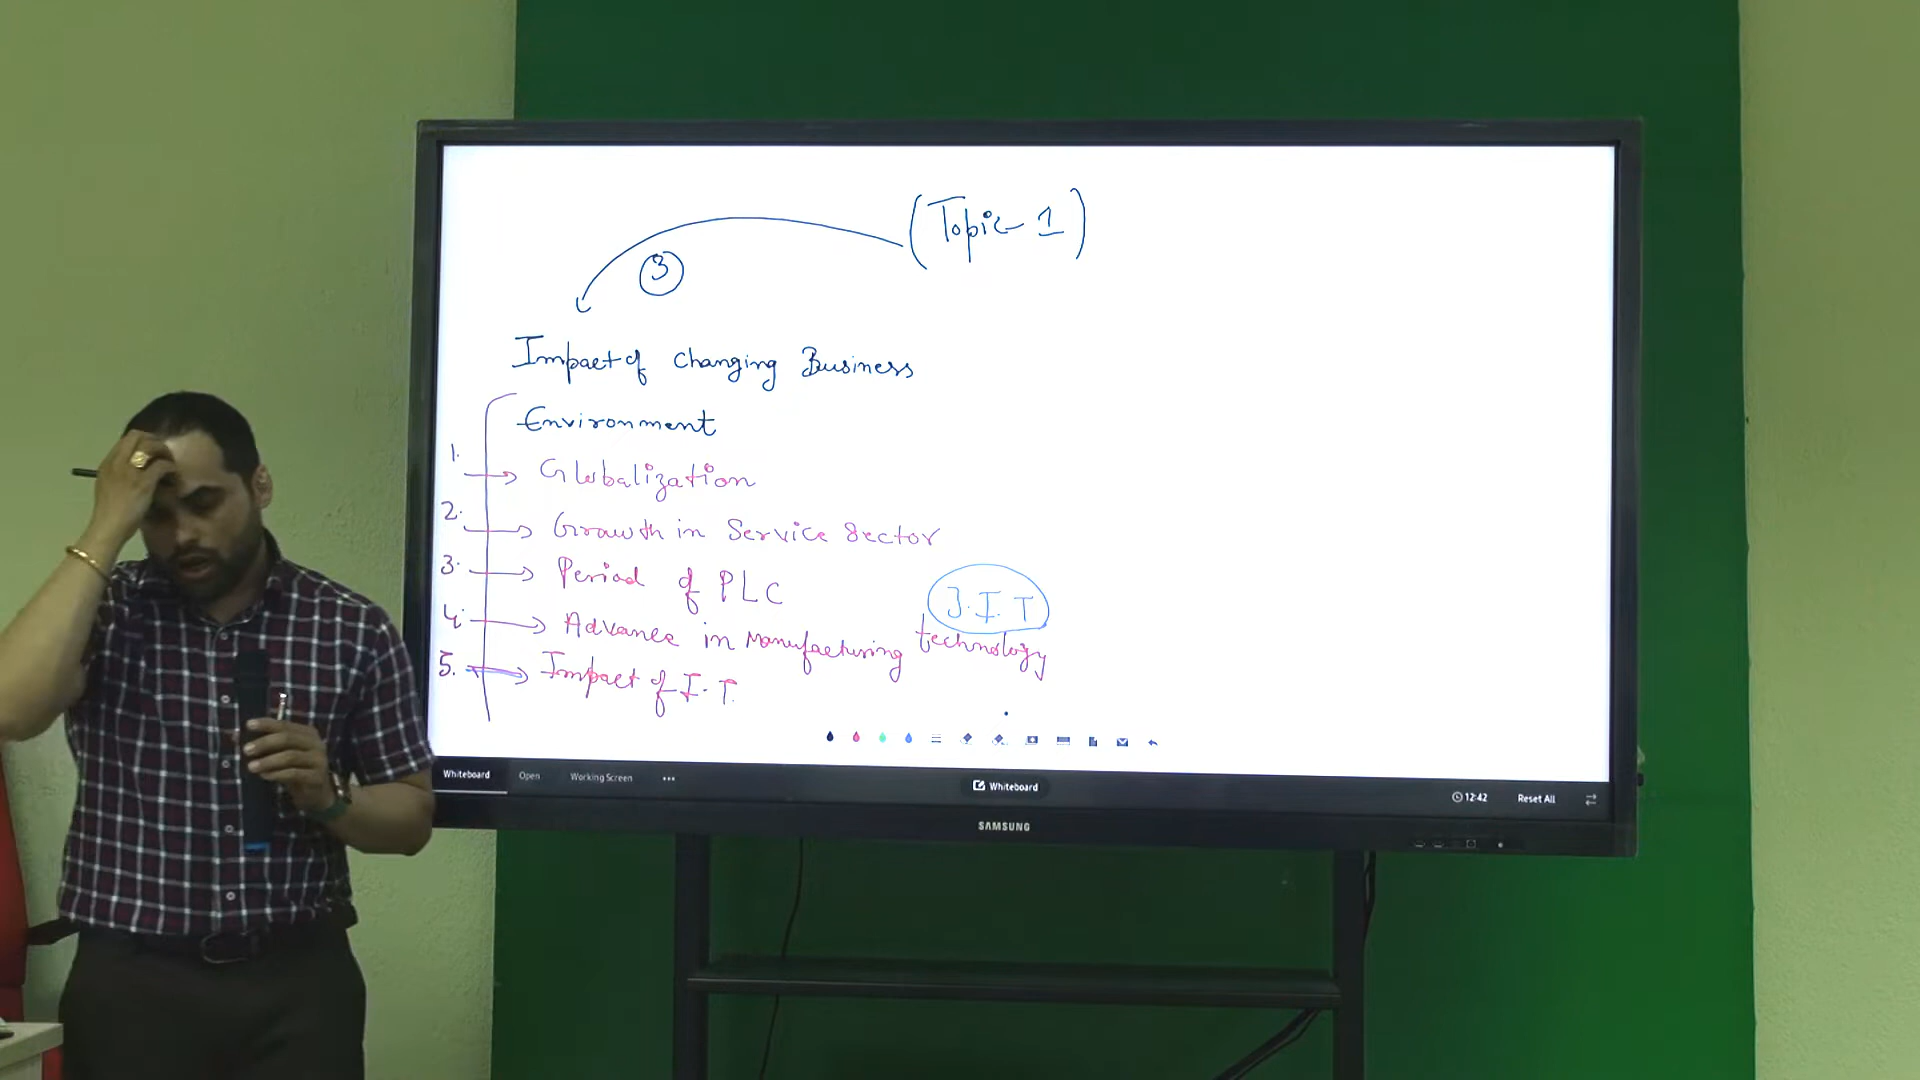 (Topic-1)
3
Impact of changing Business
Environment
1. Globalization
2. Growth in Service Sector
3. Period of PLC
J.I.T
4. Advance in Manufacturing technology
5. Impact of I.T.
Whiteboard
Open
Working Screen
Whiteboard
12:42
Reset All
SAMSUNG